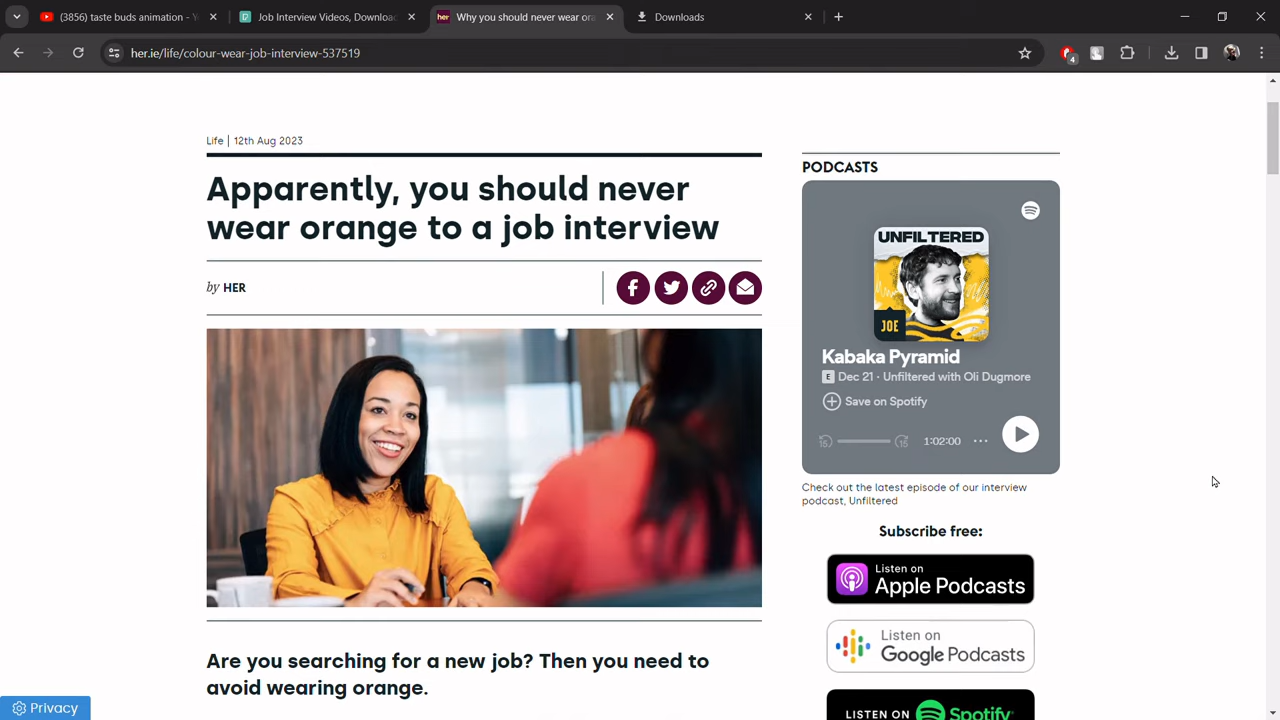 (3856) taste buds animation - Y
Job Interview Videos, Downloa
her
Why you should never wear ora
Downloads
her.ie/life/colour-wear-job-interview-537519
4
Life | 12th Aug 2023
Apparently, you should never
wear orange to a job interview
by HER
Are you searching for a new job? Then you need to
avoid wearing orange.
Privacy
PODCASTS
UNFILTERED
JOE
Kabaka Pyramid
E Dec 21 · Unfiltered with Oli Dugmore
Save on Spotify
15
15
1:02:00
Check out the latest episode of our interview
podcast, Unfiltered
Subscribe free:
Listen on
Apple Podcasts
Listen on
Google Podcasts
LISTEN ON Spotify